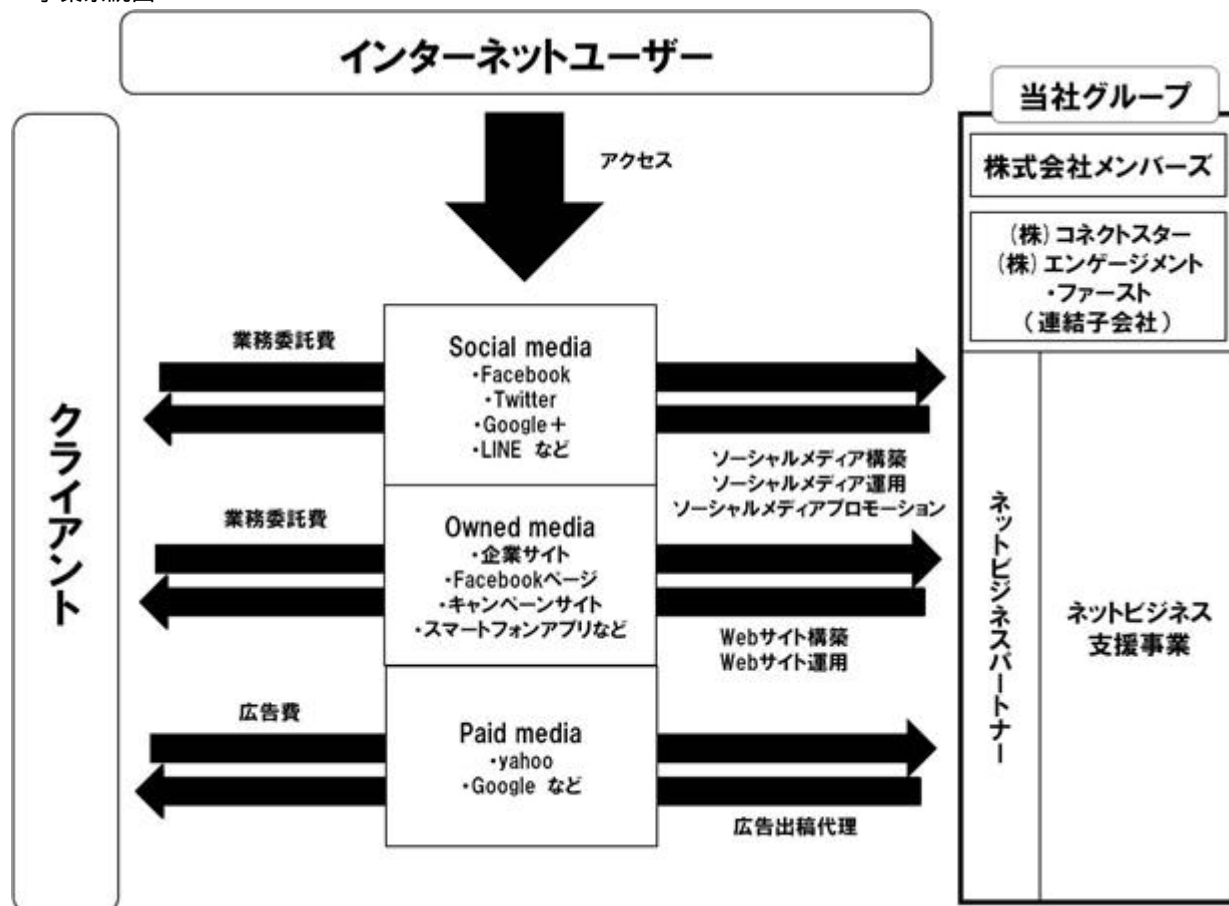 インターネットユーザー
アクセス
当社グループ
株式会社メンバーズ
(株)コネクトスター
(株)エンゲージメント
・ファースト
(連結子会社)
クライアント
業務委託費
Social media
・Facebook
・Twitter
・Google+
・LINE など
ソーシャルメディア構築
ソーシャルメディア運用
ソーシャルメディアプロモーション
業務委託費
Owned media
・企業サイト
・Facebookページ
・キャンペーンサイト
・スマートフォンアプリなど
Webサイト構築
Webサイト運用
広告費
Paid media
・yahoo
・Google など
広告出稿代理
ネットビジネスパートナー
ネットビジネス
支援事業